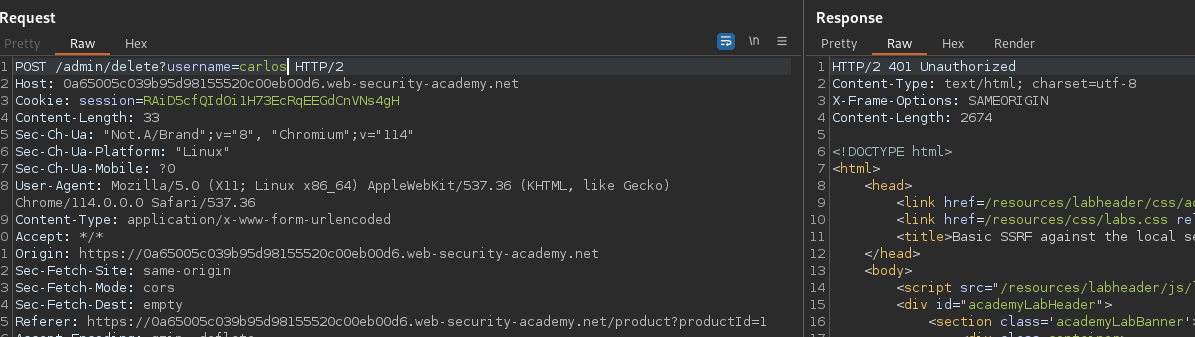 Request
Pretty Raw Hex \n
1 POST /admin/delete?username=carlos HTTP/2
2 Host: 0a65005c039b95d98155520c00eb00d6.web-security-academy.net
3 Cookie: session=RAiD5cfQIdOi1H73EcRqEEGdCnVNs4gH
4 Content-Length: 33
5 Sec-Ch-Ua: "Not.A/Brand";v="8", "Chromium";v="114"
6 Sec-Ch-Ua-Platform: "Linux"
7 Sec-Ch-Ua-Mobile: ?0
8 User-Agent: Mozilla/5.0 (X11; Linux x86_64) AppleWebKit/537.36 (KHTML, like Gecko)
Chrome/114.0.0.0 Safari/537.36
9 Content-Type: application/x-www-form-urlencoded
0 Accept: */*
1 Origin: https://0a65005c039b95d98155520c00eb00d6.web-security-academy.net
2 Sec-Fetch-Site: same-origin
3 Sec-Fetch-Mode: cors
4 Sec-Fetch-Dest: empty
5 Referer: https://0a65005c039b95d98155520c00eb00d6.web-security-academy.net/product?productId=1
Response
Pretty Raw Hex Render
1 HTTP/2 401 Unauthorized
2 Content-Type: text/html; charset=utf-8
3 X-Frame-Options: SAMEORIGIN
4 Content-Length: 2674
5
6 <!DOCTYPE html>
7 <html>
8 <head>
9 <link href=/resources/labheader/css/ac
10 <link href=/resources/css/labs.css rel
11 <title>Basic SSRF against the local se
12 </head>
13 <body>
14 <script src="/resources/labheader/js/l
15 <div id="academyLabHeader">
16 <section class='academyLabBanner'>